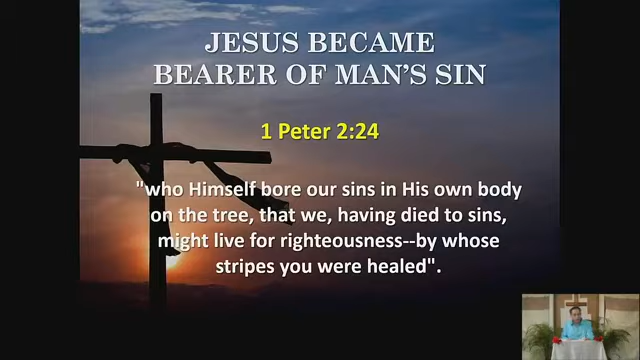 JESUS BECAME
BEARER OF MAN'S SIN
1 Peter 2:24
"who Himself bore our sins in His own body
on the tree, that we, having died to sins,
might live for righteousness--by whose
stripes you were healed".